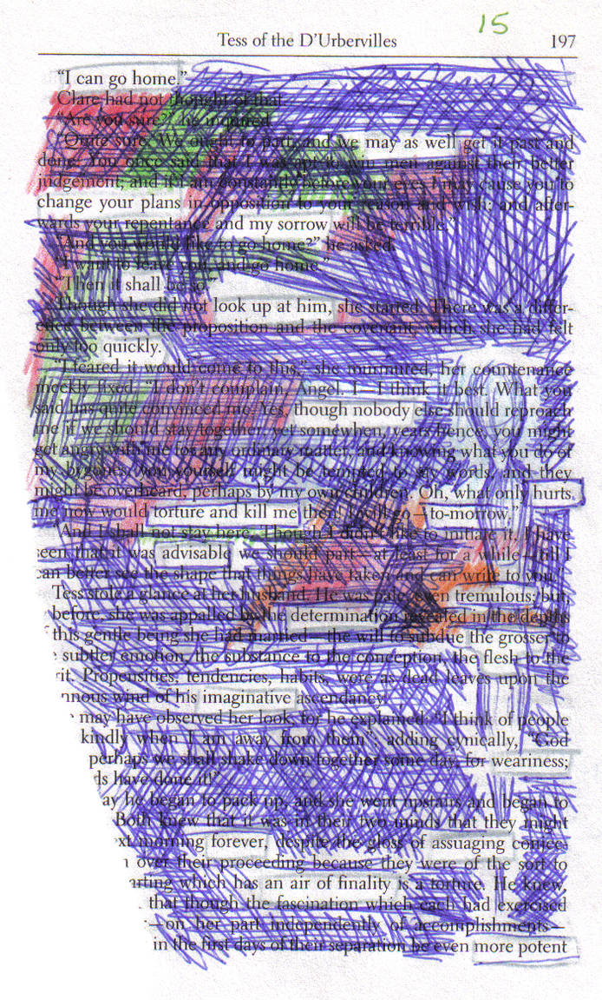 15
Tess of the D'Urbervilles 197
"I can go home."
Clare had not thought of that.
"Are you sure?" he inquired.
"Quite sure. We ought to part, and we may as well get it past and
done. You once said that I was apt to win men against their better
judgement; and if I am constantly before your eyes I may cause you to
change your plans in opposition to your reason and wish; and after-
wards your repentance and my sorrow will be terrible."
"And you would like to go home?" he asked.
"I want to leave you, and go home."
"Then it shall be so."
Though she did not look up at him, she started. There was a differ-
ence between the proposition and the covenant, which she had felt
only too quickly.
"I feared it would come to this," she murmured, her countenance
meekly fixed. "I don't complain, Angel. I—I think it best. What you
said has quite convinced me. Yes, though nobody else should reproach
me if we should stay together, yet somewhen, years hence, you might
get angry with me for any ordinary matter, and knowing what you do of
my bygones, you yourself might be tempted to say words, and they
might be overheard, perhaps by my own children. Oh, what only hurts
me now would torture and kill me then! I will go—to-morrow."
"And I shall not stay here. Though I didn't like to initiate it, I have
seen that it was advisable we should part—at least for a while—till I
can better see the shape that things have taken, and can write to you."
Tess stole a glance at her husband. He was pale, even tremulous; but,
before, she was appalled by the determination revealed in the depths
f this gentle being she had married—the will to subdue the grosser to
subtler emotion, the substance to the conception, the flesh to the
rit. Propensities, tendencies, habits, were as dead leaves upon the
nnous wind of his imaginative ascendancy.
may have observed her look, for he explained: "I think of people
kindly when I am away from them"; adding cynically, "God
perhaps we shall shake down together some day, for weariness;
ds have done it!"
ay he began to pack up, and she went upstairs and began to
Both knew that it was in their two minds that they might
ext morning forever, despite the gloss of assuaging conjec-
over their proceeding because they were of the sort to
arting which has an air of finality is a torture. He knew,
that though the fascination which each had exercised
—on her part independently of accomplishments—
in the first days of their separation be even more potent